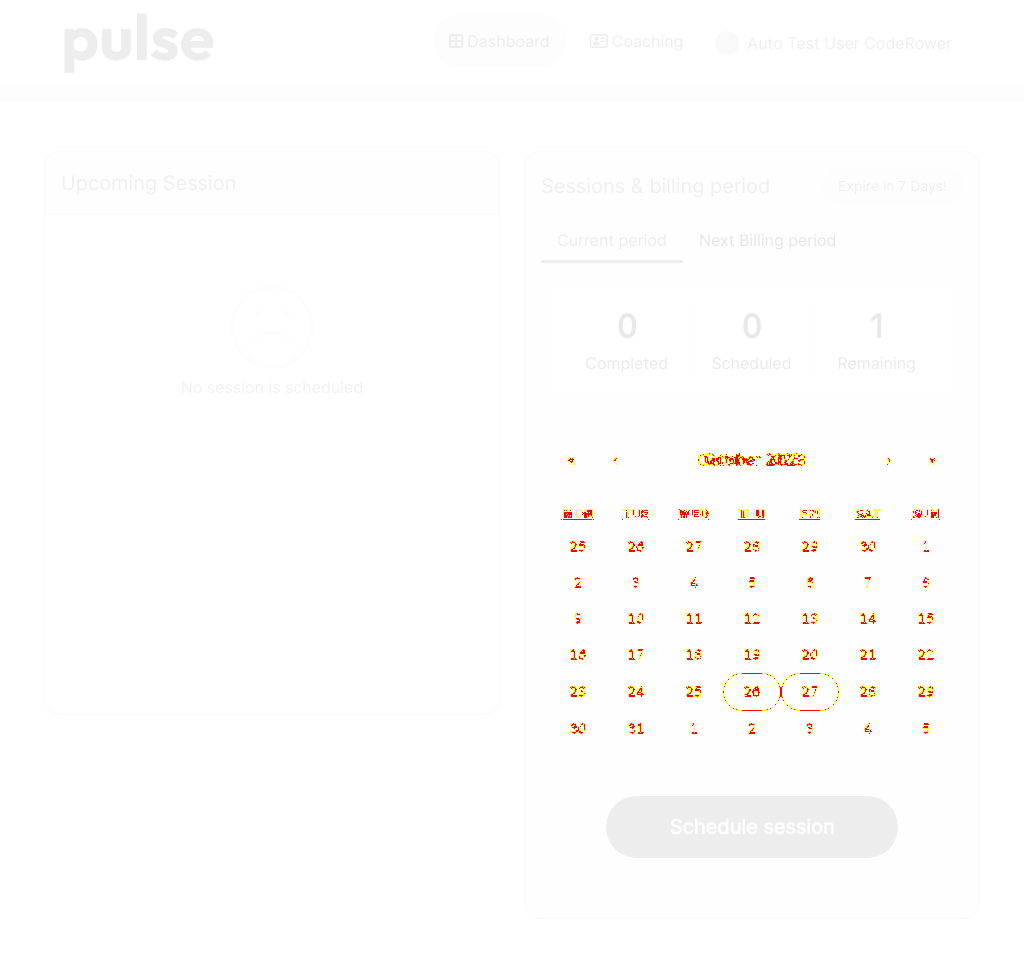 pulse
Dashboard
Coaching
Auto Test User CodeRower
Upcoming Session
No session is scheduled
Sessions & billing period
Expire in 7 Days!
Current period
Next Billing period
0 0 1
Completed Scheduled Remaining
« ‹ October 2023 › »
MON TUE WED THU FRI SAT SUN
25 26 27 28 29 30 1
2 3 4 5 6 7 8
9 10 11 12 13 14 15
16 17 18 19 20 21 22
23 24 25 26 27 28 29
30 31 1 2 3 4 5
Schedule session